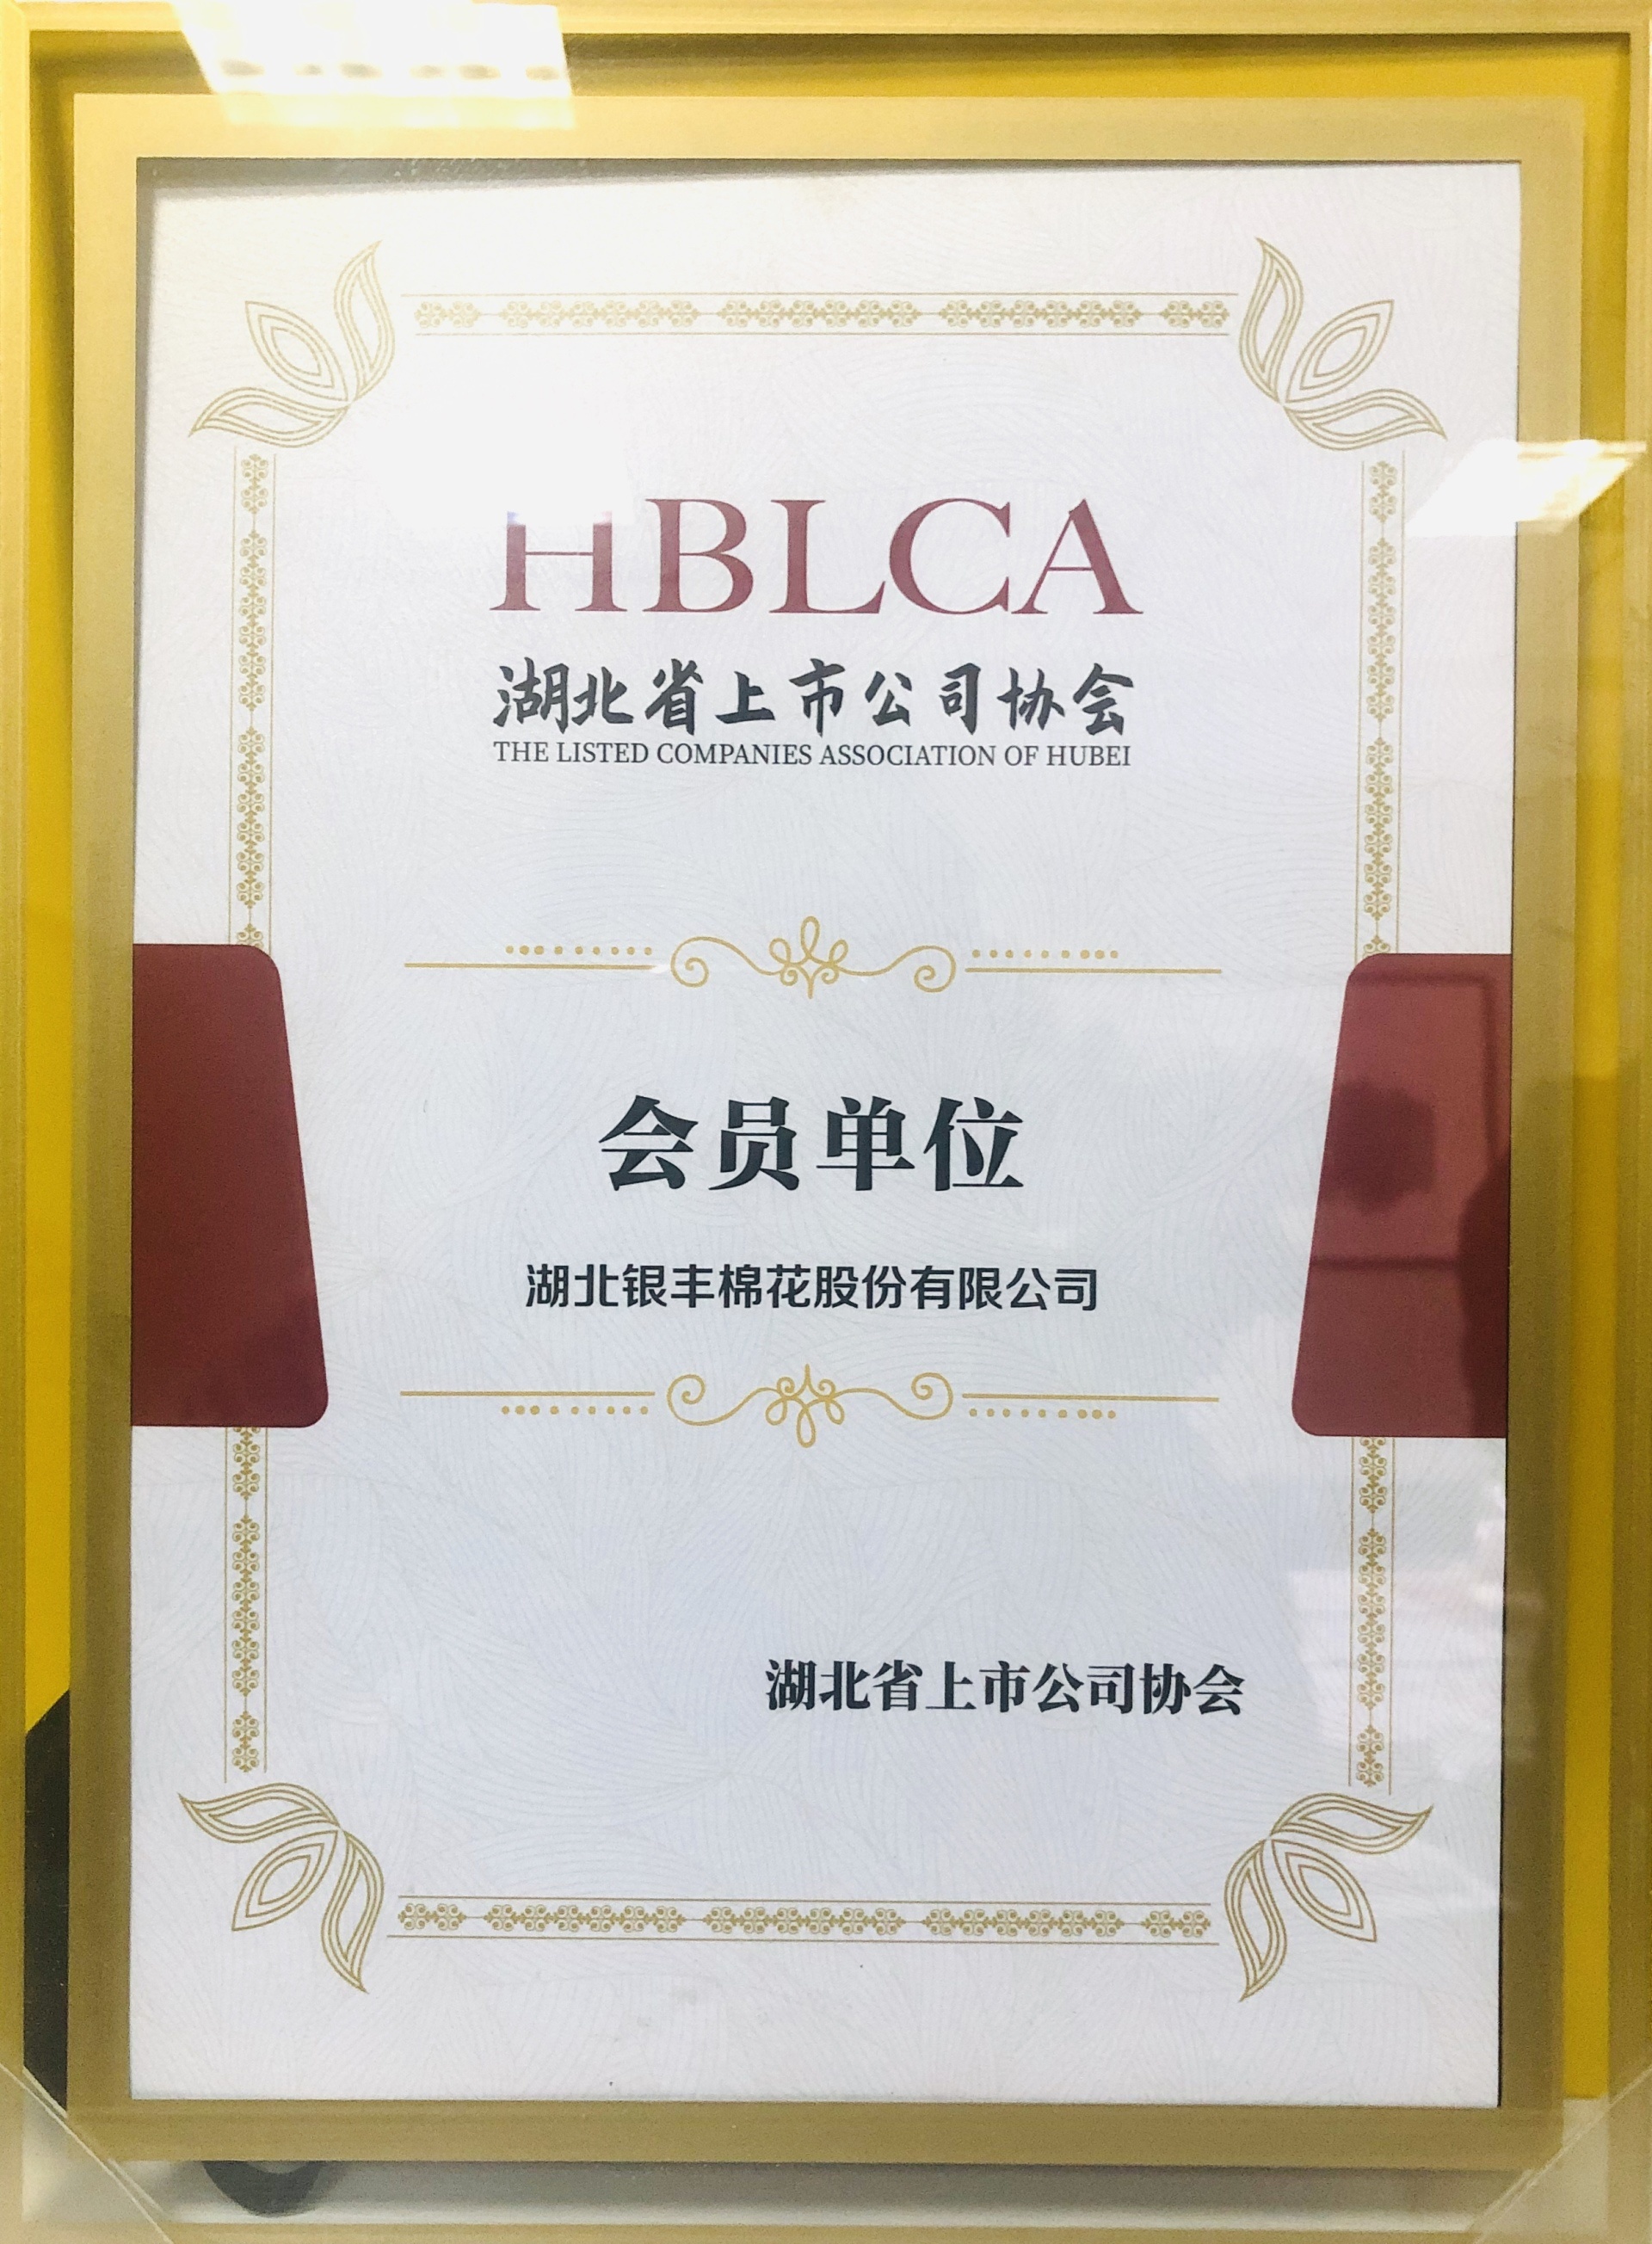 HBLCA
湖北省上市公司协会
THE LISTED COMPANIES ASSOCIATION OF HUBEI
会员单位
湖北银丰棉花股份有限公司
湖北省上市公司协会